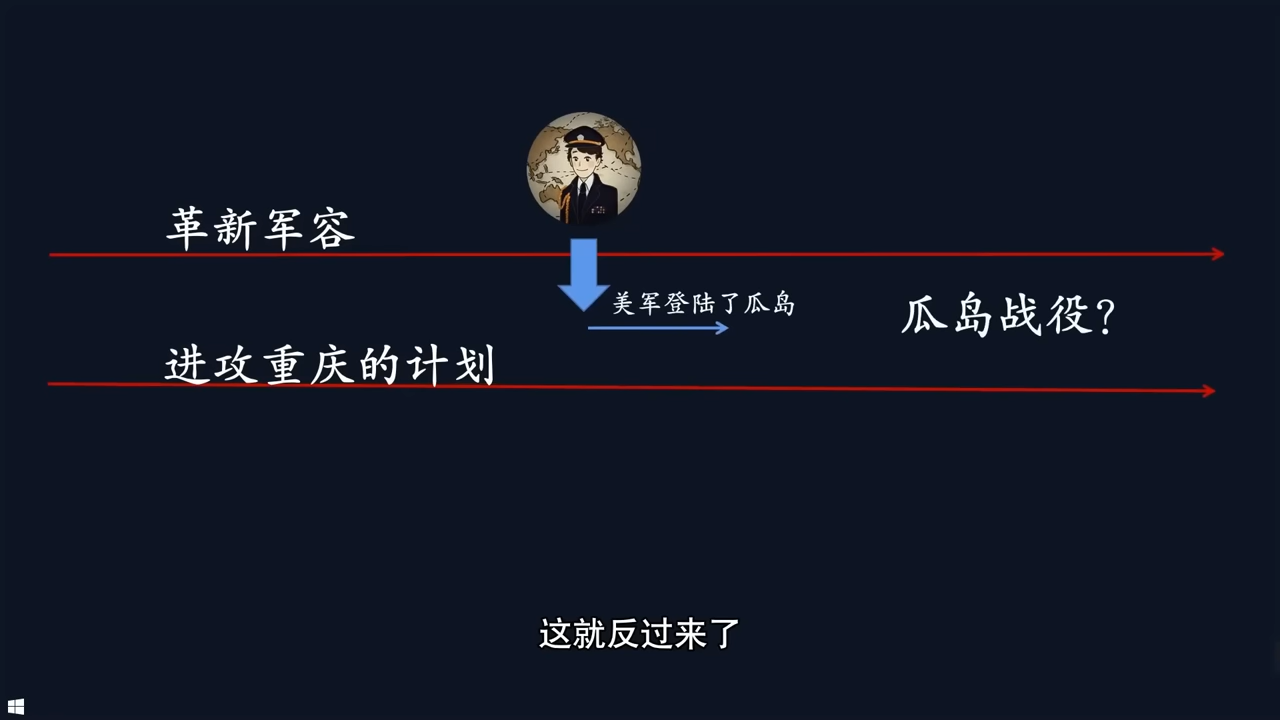 革新军容
美军登陆了瓜岛
瓜岛战役？
进攻重庆的计划
这就反过来了